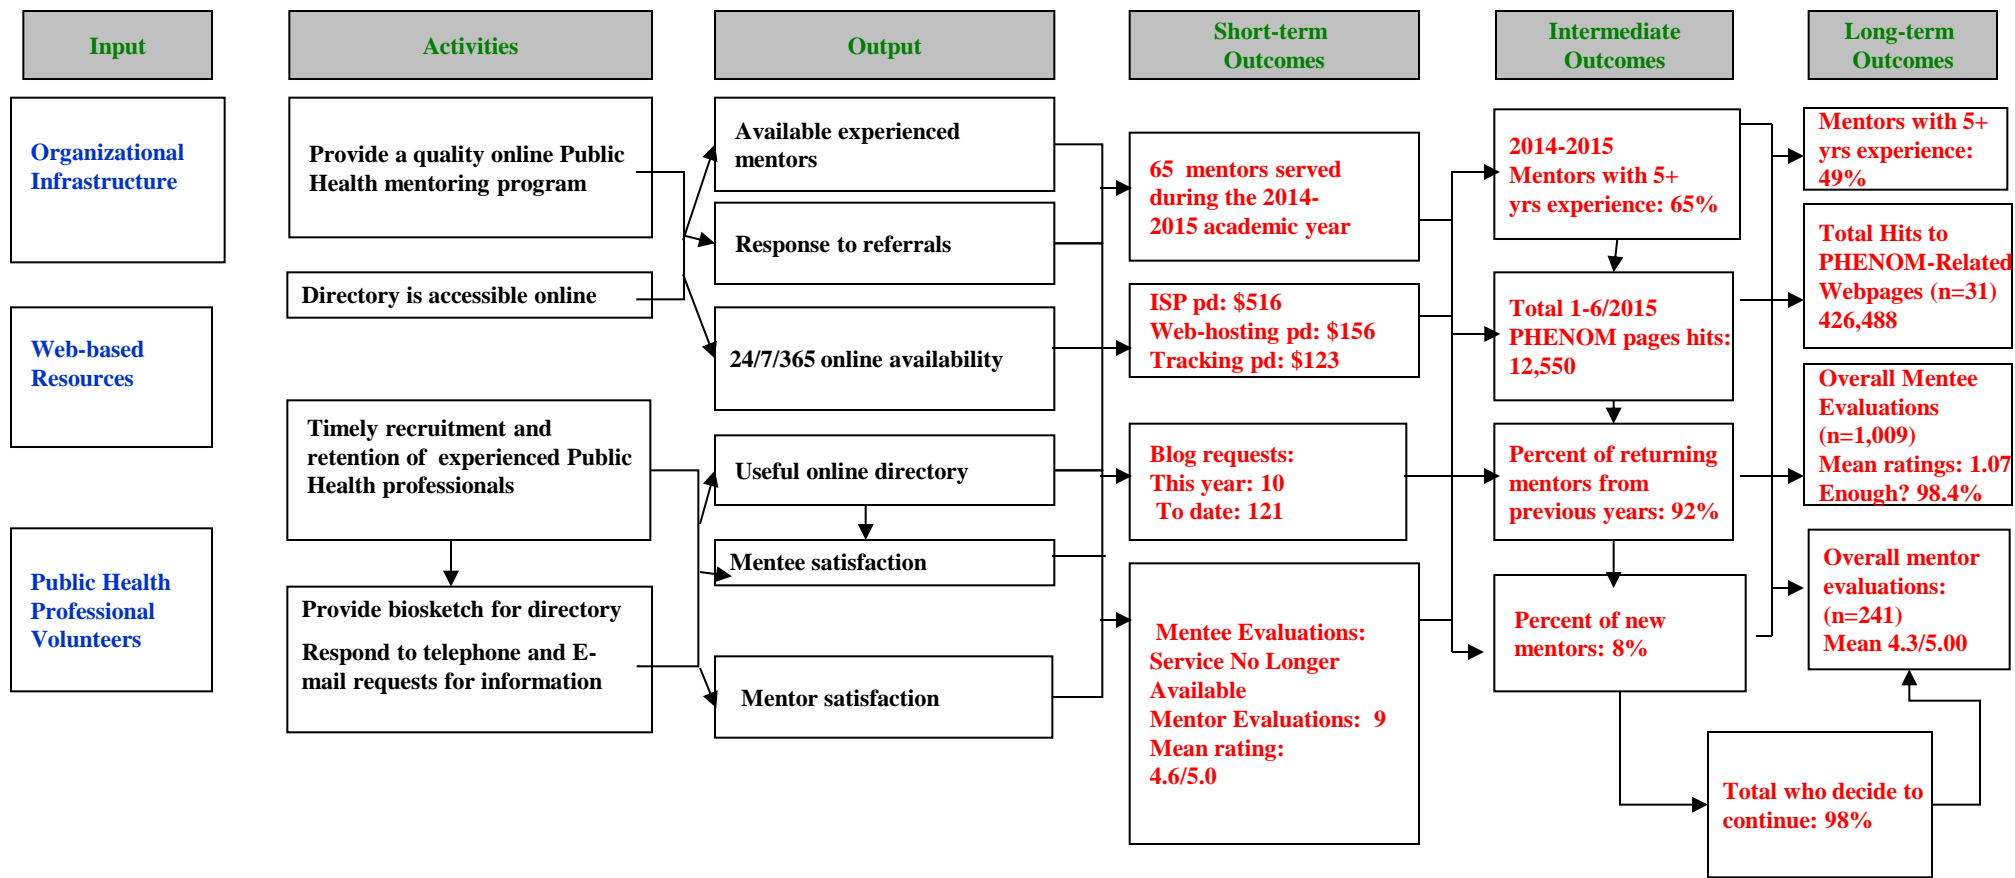 Input
Activities
Output
Short-term
Outcomes
Intermediate
Outcomes
Long-term
Outcomes
Organizational
Infrastructure
Web-based
Resources
Public Health
Professional
Volunteers
Provide a quality online Public
Health mentoring program
Directory is accessible online
Timely recruitment and
retention of experienced Public
Health professionals
Provide biosketch for directory
Respond to telephone and E-
mail requests for information
Available experienced
mentors
Response to referrals
24/7/365 online availability
Useful online directory
Mentee satisfaction
Mentor satisfaction
65 mentors served
during the 2014-
2015 academic year
ISP pd: $516
Web-hosting pd: $156
Tracking pd: $123
Blog requests:
This year: 10
To date: 121
Mentee Evaluations:
Service No Longer
Available
Mentor Evaluations: 9
Mean rating:
4.6/5.0
2014-2015
Mentors with 5+
yrs experience: 65%
Total 1-6/2015
PHENOM pages hits:
12,550
Percent of returning
mentors from
previous years: 92%
Percent of new
mentors: 8%
Total who decide to
continue: 98%
Mentors with 5+
yrs experience:
49%
Total Hits to
PHENOM-Related
Webpages (n=31)
426,488
Overall Mentee
Evaluations
(n=1,009)
Mean ratings: 1.07
Enough? 98.4%
Overall mentor
evaluations:
(n=241)
Mean 4.3/5.00